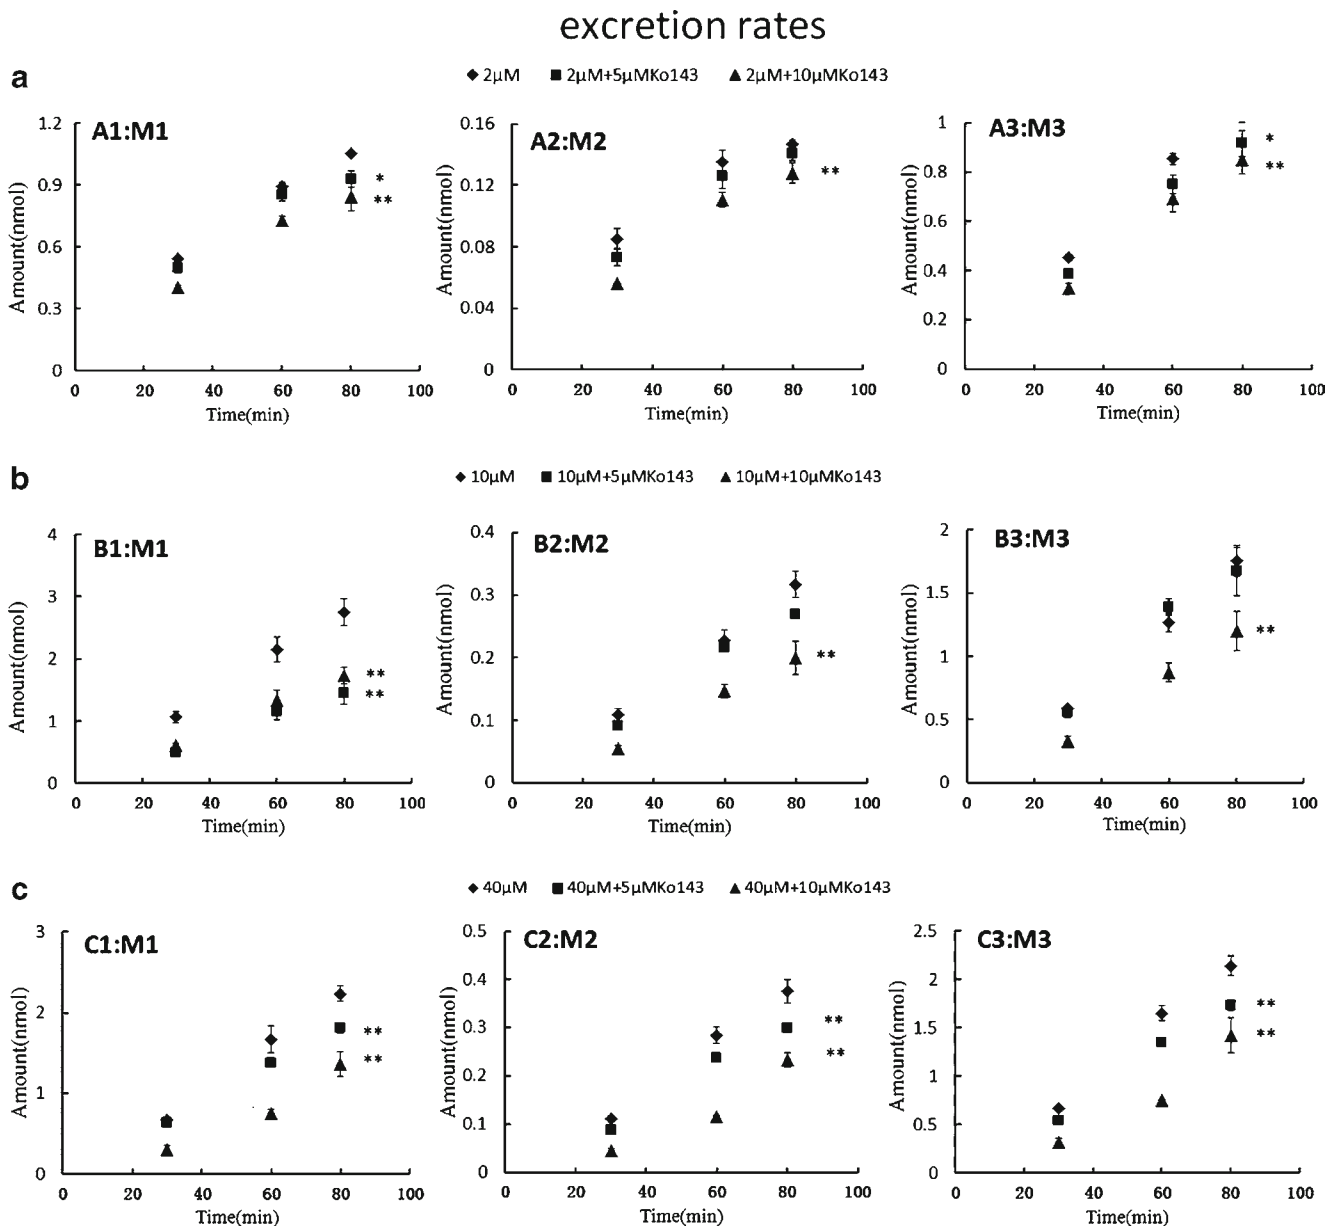 excretion rates
a
◆ 2μM ■ 2μM+5μMKo143 ▲ 2μM+10μMKo143
A1:M1
Amount(nmol)
1.2
0.9
0.6
0.3
0
*
**
0 20 40 60 80 100
Time(min)
A2:M2
Amount(nmol)
0.16
0.12
0.08
0.04
0
**
0 20 40 60 80 100
Time(min)
A3:M3
Amount(nmol)
1
0.8
0.6
0.4
0.2
0
*
**
0 20 40 60 80 100
Time(min)
b
◆ 10μM ■ 10μM+5μMKo143 ▲ 10μM+10μMKo143
B1:M1
Amount(nmol)
4
3
2
1
0
**
**
0 20 40 60 80 100
Time(min)
B2:M2
Amount(nmol)
0.4
0.3
0.2
0.1
0
**
0 20 40 60 80 100
Time(min)
B3:M3
Amount(nmol)
2
1.5
1
0.5
0
**
0 20 40 60 80 100
Time(min)
c
◆ 40μM ■ 40μM+5μMKo143 ▲ 40μM+10μMKo143
C1:M1
Amount(nmol)
3
2
1
0
**
**
0 20 40 60 80 100
Time(min)
C2:M2
Amount(nmol)
0.5
0.4
0.3
0.2
0.1
0
**
**
0 20 40 60 80 100
Time(min)
C3:M3
Amount(nmol)
2.5
2
1.5
1
0.5
0
**
**
0 20 40 60 80 100
Time(min)